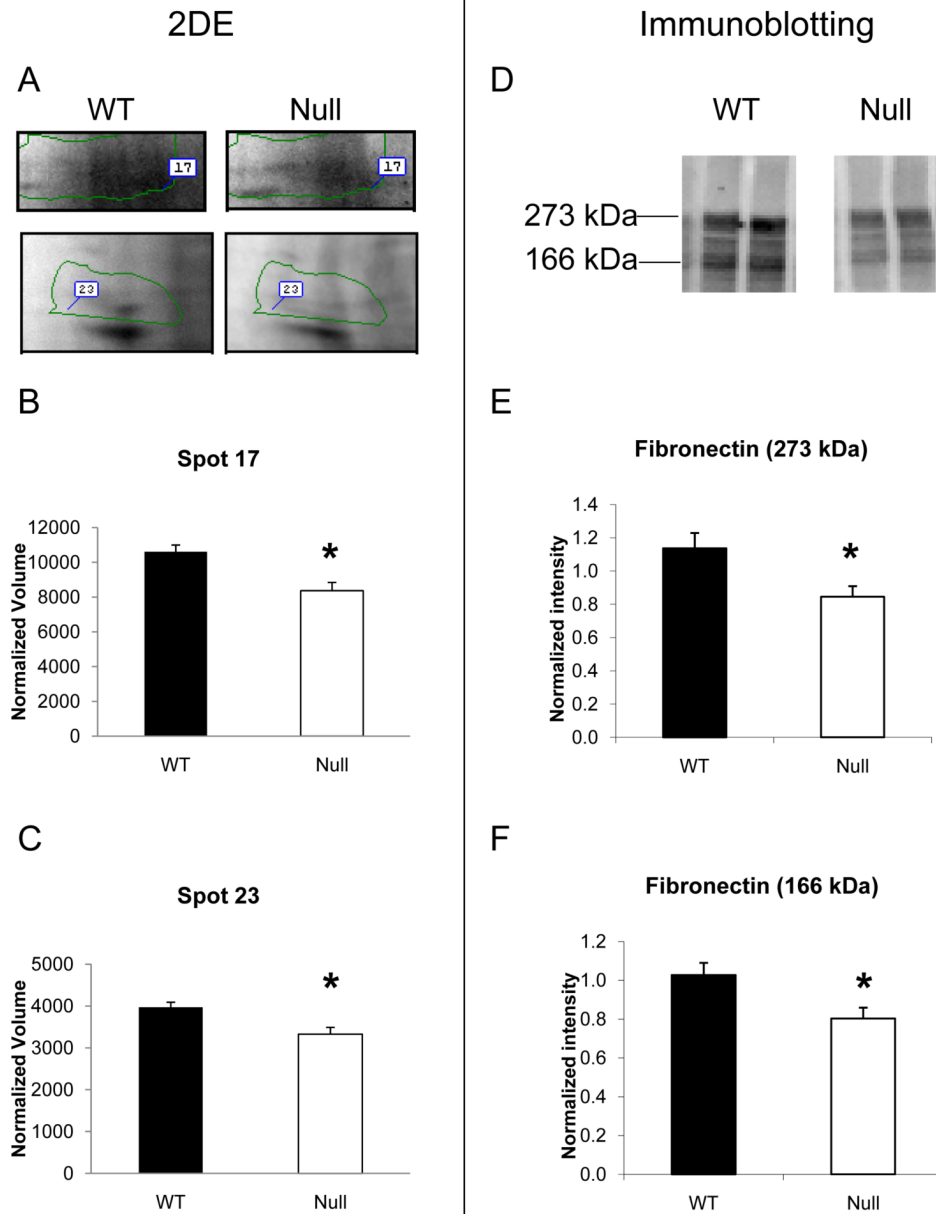 2DE
Immunoblotting
A
WT Null
17 17
23 23
D
WT Null
273 kDa
166 kDa
B
Spot 17
Normalized Volume
12000
10000
8000
6000
4000
2000
0
*
WT Null
E
Fibronectin (273 kDa)
Normalized intensity
1.4
1.2
1.0
0.8
0.6
0.4
0.2
0.0
*
WT Null
C
Spot 23
Normalized Volume
5000
4000
3000
2000
1000
0
*
WT Null
F
Fibronectin (166 kDa)
Normalized intensity
1.2
1.0
0.8
0.6
0.4
0.2
0.0
*
WT Null